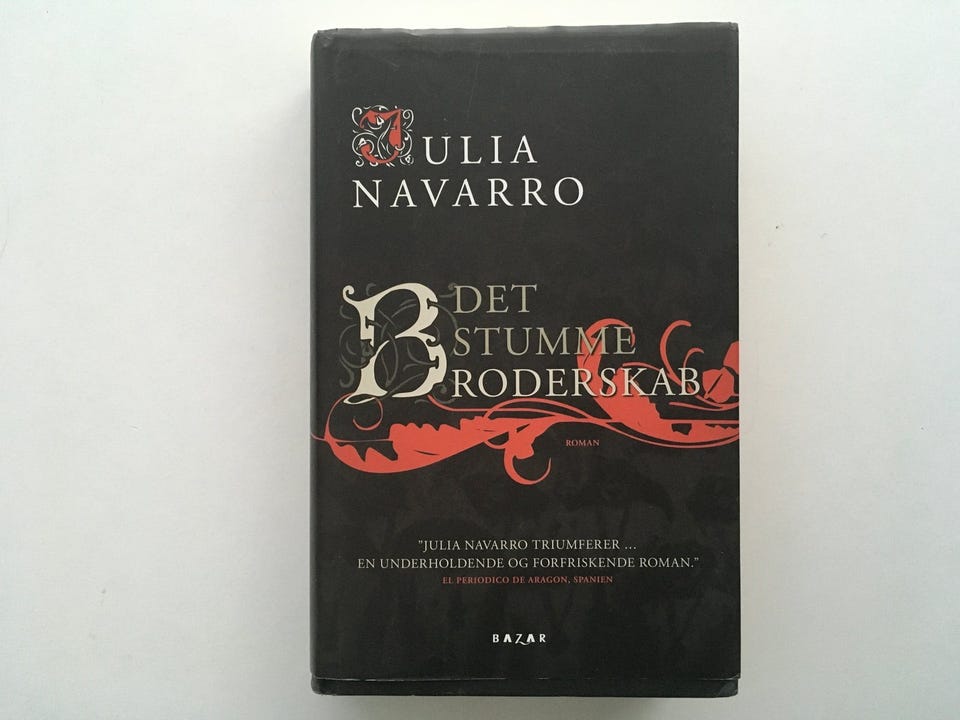 JULIA
NAVARRO
DET
STUMME
BRODERSKAB
ROMAN
"JULIA NAVARRO TRIUMFERER ...
EN UNDERHOLDENDE OG FORFRISKENDE ROMAN."
EL PERIODICO DE ARAGON, SPANIEN
BAZAR